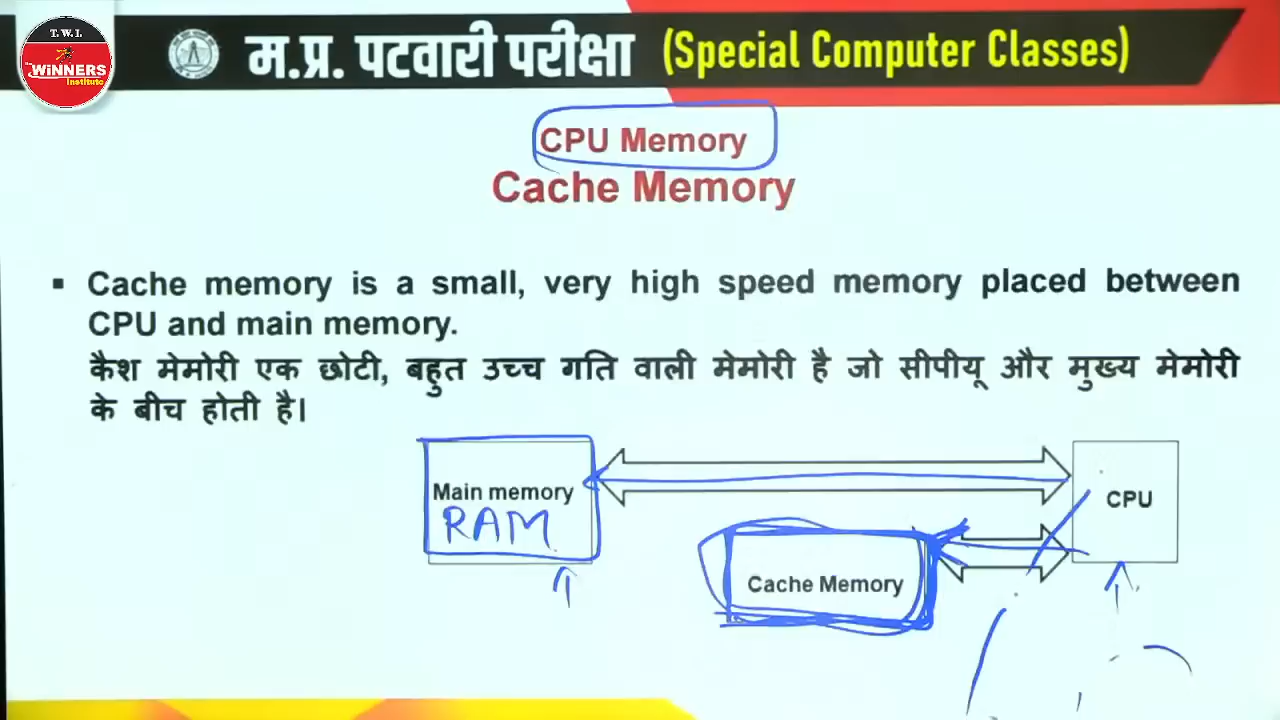 T.W.I.
WiNNERS
institute
म.प्र. पटवारी परीक्षा (Special Computer Classes)
CPU Memory
Cache Memory
▪ Cache memory is a small, very high speed memory placed between
CPU and main memory.
कैश मेमोरी एक छोटी, बहुत उच्च गति वाली मेमोरी है जो सीपीयू और मुख्य मेमोरी
के बीच होती है।
Main memory
RAM
CPU
Cache Memory